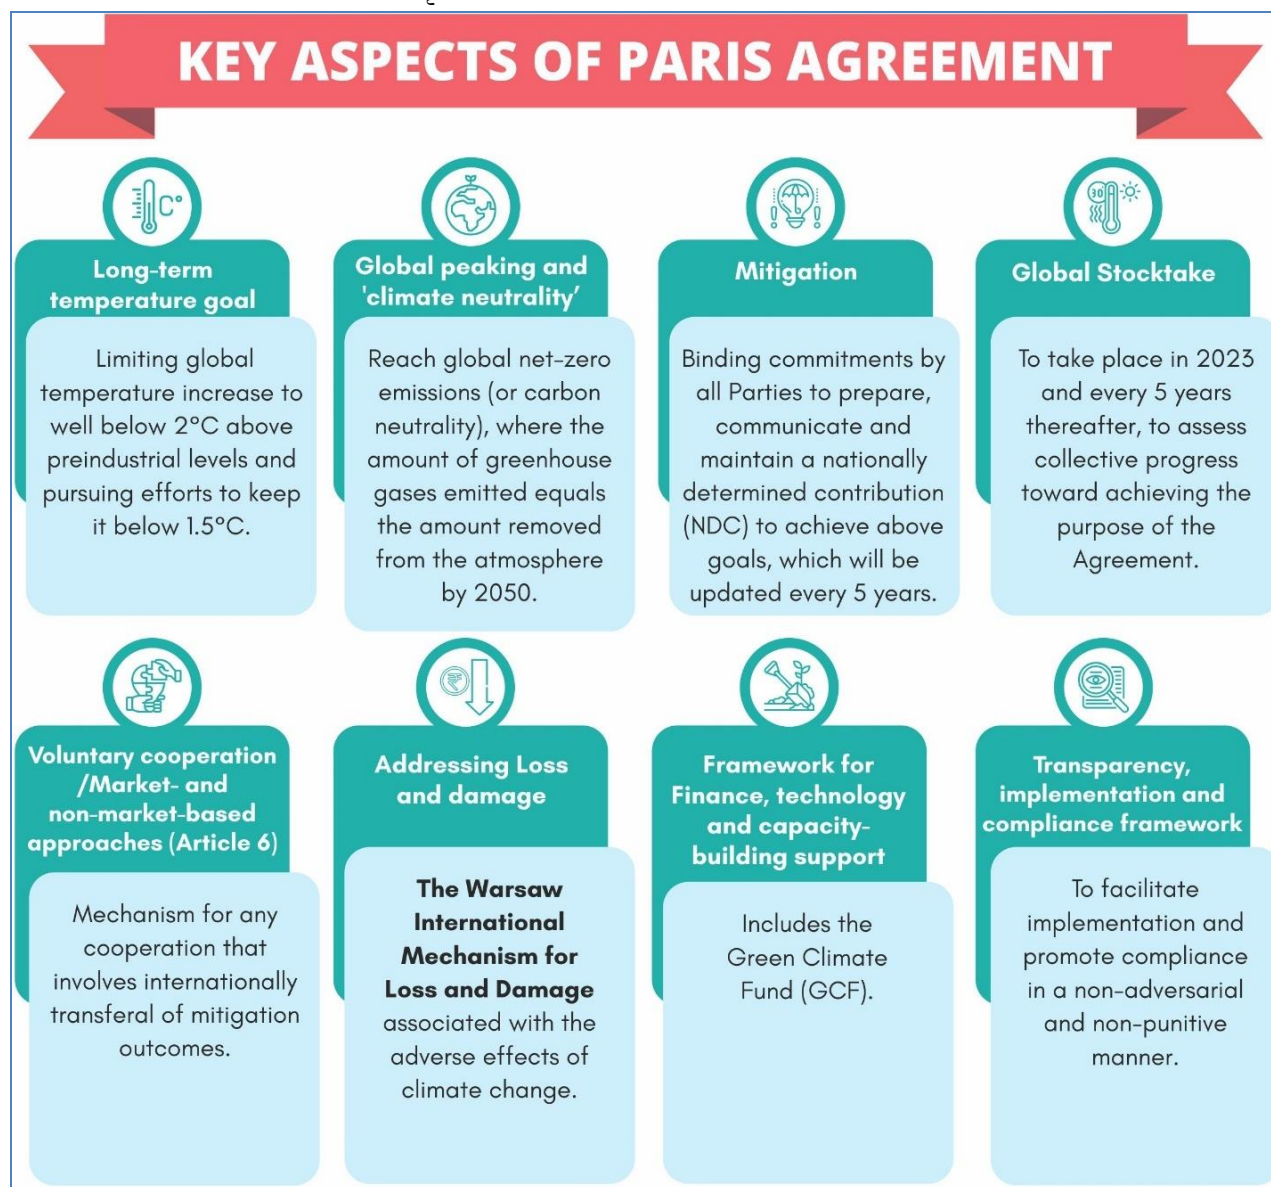 KEY ASPECTS OF PARIS AGREEMENT
C°
Long-term
temperature goal
Limiting global
temperature increase to
well below 2°C above
preindustrial levels and
pursuing efforts to keep
it below 1.5°C.
Global peaking and
'climate neutrality’
Reach global net-zero
emissions (or carbon
neutrality), where the
amount of greenhouse
gases emitted equals
the amount removed
from the atmosphere
by 2050.
Mitigation
Binding commitments by
all Parties to prepare,
communicate and
maintain a nationally
determined contribution
(NDC) to achieve above
goals, which will be
updated every 5 years.
30
Global Stocktake
To take place in 2023
and every 5 years
thereafter, to assess
collective progress
toward achieving the
purpose of the
Agreement.
Voluntary cooperation
/Market- and
non-market-based
approaches (Article 6)
Mechanism for any
cooperation that
involves internationally
transferal of mitigation
outcomes.
₹
Addressing Loss
and damage
The Warsaw
International
Mechanism for
Loss and Damage
associated with the
adverse effects of
climate change.
Framework for
Finance, technology
and capacity-
building support
Includes the
Green Climate
Fund (GCF).
Transparency,
implementation and
compliance framework
To facilitate
implementation and
promote compliance
in a non-adversarial
and non-punitive
manner.